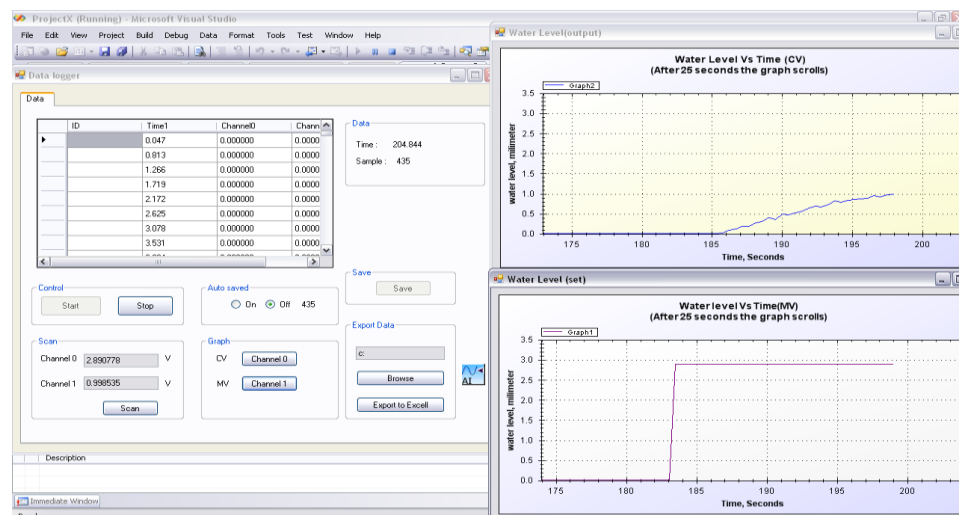 ProjectX (Running) - Microsoft Visual Studio
File Edit View Project Build Debug Data Format Tools Test Window Help
Data logger
Data
ID Time1 Channel0 Chann
0.047 0.000000 0.0000
0.813 0.000000 0.0000
1.266 0.000000 0.0000
1.719 0.000000 0.0000
2.172 0.000000 0.0000
2.625 0.000000 0.0000
3.078 0.000000 0.0000
3.531 0.000000 0.0000
Data
Time : 204.844
Sample : 435
Control
Start Stop
Auto saved
On Off 435
Save
Save
Scan
Channel 0 2.890778 V
Channel 1 0.998535 V
Scan
Graph
CV Channel 0
MV Channel 1
Export Data
c:
Browse
Export to Excell
AI
Description
Immediate Window
Water Level(output)
Water Level Vs Time (CV)
(After 25 seconds the graph scrolls)
Graph2
water level, milimeter
3.5
3.0
2.5
2.0
1.5
1.0
0.5
0.0
175 180 185 190 195 200
Time, Seconds
Water Level (set)
Water level Vs Time(MV)
(After 25 seconds the graph scrolls)
Graph1
water level, milimeter
3.5
3.0
2.5
2.0
1.5
1.0
0.5
0.0
175 180 185 190 195 200
Time, Seconds